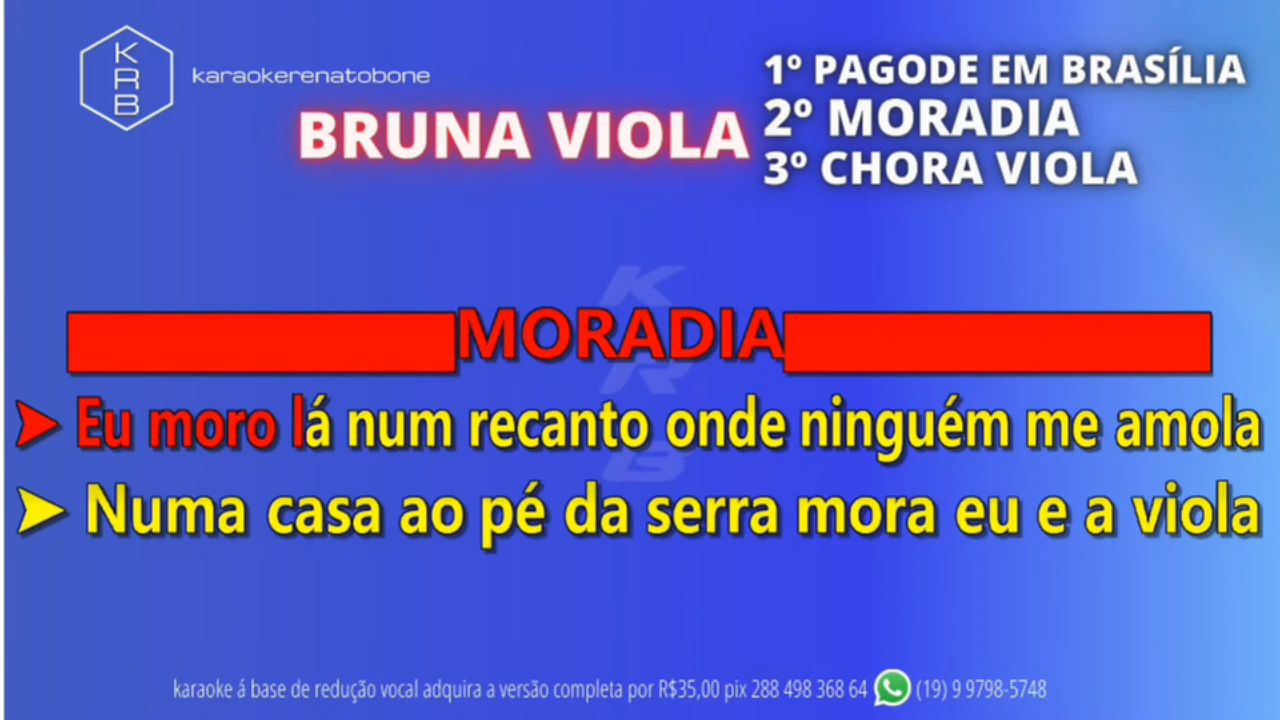 KRB
karaokerenatobone
BRUNA VIOLA
1º PAGODE EM BRASÍLIA
2º MORADIA
3º CHORA VIOLA
KRB
MORADIA
➤ Eu moro lá num recanto onde ninguém me amola
➤ Numa casa ao pé da serra mora eu e a viola
karaoke á base de redução vocal adquira a versão completa por R$35,00 pix 288 498 368 64 (19) 9 9798-5748